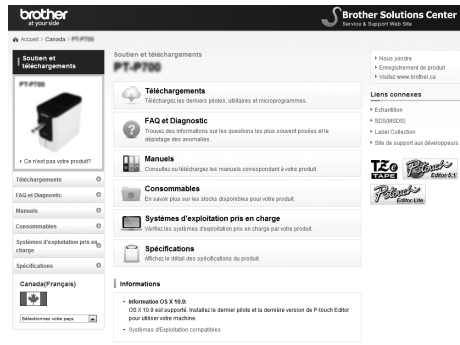 brother
at your side
Brother Solutions Center
Service & Support Web Site
Accueil > Canada > PT-P700
Soutien et
téléchargements
PT-P700
Ce n'est pas votre produit?
Téléchargements
FAQ et Diagnostic
Manuels
Consommables
Systèmes d'exploitation pris en
charge
Spécifications
Canada(Français)
Sélectionnez votre pays
Soutien et téléchargements
PT-P700
Téléchargements
Téléchargez les derniers pilotes, utilitaires et microprogrammes.
FAQ et Diagnostic
Trouvez des informations sur les questions les plus souvent posées et le
dépistage des anomalies.
Manuels
Consultez ou téléchargez les manuels correspondant à votre produit.
Consommables
En savoir plus sur les stocks disponibles pour votre produit.
Systèmes d'exploitation pris en charge
Vérifiez les systèmes d'exploitation pris en charge par votre produit.
Spécifications
Affichez le détail des spécifications du produit.
Informations
Information OS X 10.9:
OS X 10.9 est supporté. Installez le dernier pilote et la dernière version de P-touch Editor
pour utiliser votre machine.
Systèmes d'Exploitation compatibles
Nous joindre
Enregistrement de produit
Visitez www.brother.ca
Liens connexes
Echantillon
SDS(MSDS)
Label Collection
Site de support aux développeurs
TZe
TAPE
P-touch
Editor 5.1
P-touch
Editor Lite